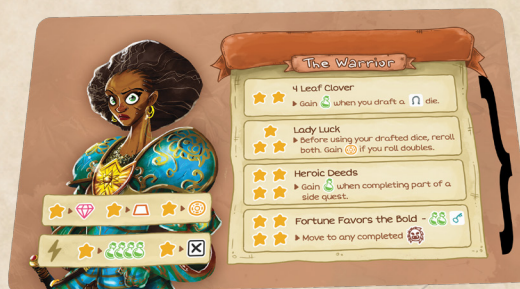 The Warrior
4 Leaf Clover
Gain when you draft a die.
Lady Luck
Before using your drafted dice, reroll
both. Gain if you roll doubles.
Heroic Deeds
Gain when completing part of a
side quest.
Fortune Favors the Bold -
Move to any completed